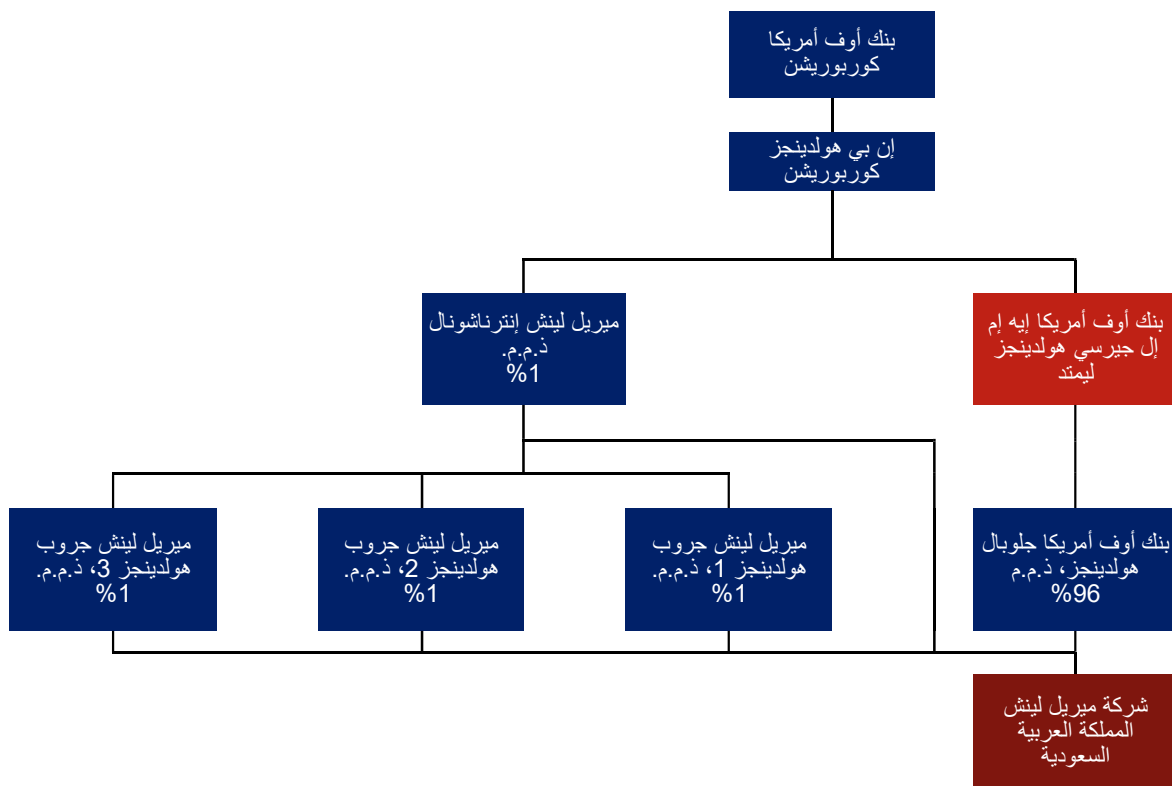 بنك أوف أمريكا
كوربوريشن
إن بي هولدينجز
كوربوريشن
بنك أوف أمريكا إيه إم
إل جيرسي هولدينجز
ليمتد
ميريل لينش إنترناشونال
ذ.م.م.
%1
بنك أوف أمريكا جلوبال
هولدينجز، ذ.م.م
%96
ميريل لينش جروب
هولدينجز 1، ذ.م.م.
%1
ميريل لينش جروب
هولدينجز 2، ذ.م.م.
%1
ميريل لينش جروب
هولدينجز 3، ذ.م.م.
%1
شركة ميريل لينش
المملكة العربية
السعودية